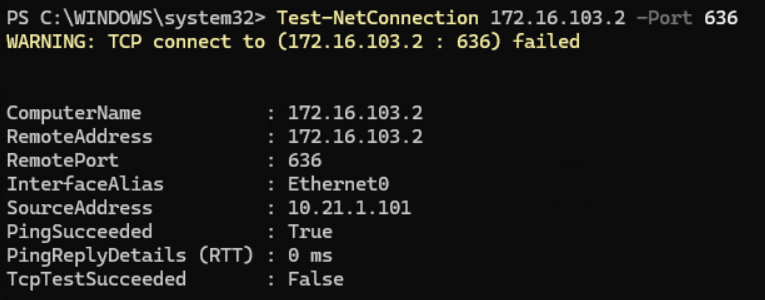 PS C:\WINDOWS\system32> Test-NetConnection 172.16.103.2 -Port 636
WARNING: TCP connect to (172.16.103.2 : 636) failed
ComputerName : 172.16.103.2
RemoteAddress : 172.16.103.2
RemotePort : 636
InterfaceAlias : Ethernet0
SourceAddress : 10.21.1.101
PingSucceeded : True
PingReplyDetails (RTT) : 0 ms
TcpTestSucceeded : False